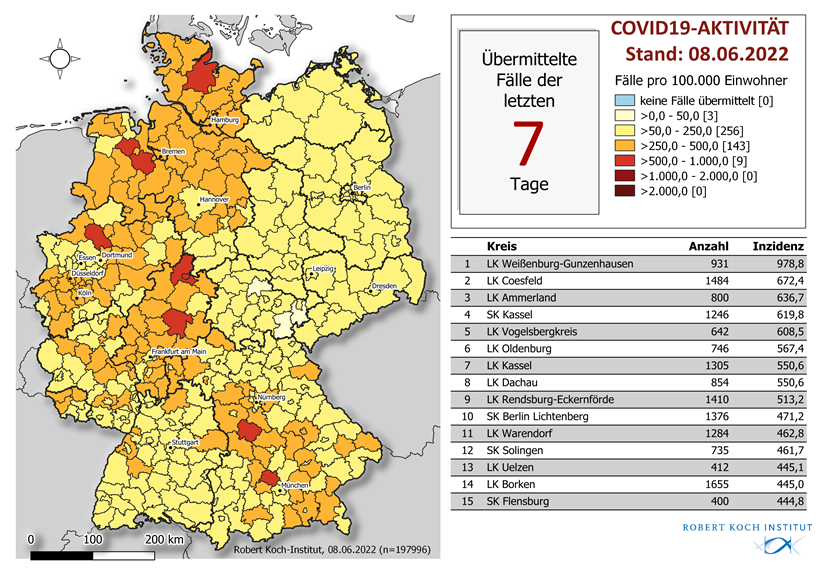 COVID19-AKTIVITÄT
Stand: 08.06.2022
Übermittelte
Fälle der
letzten
7
Tage
Fälle pro 100.000 Einwohner
keine Fälle übermittelt [0]
>0,0 - 50,0 [3]
>50,0 - 250,0 [256]
>250,0 - 500,0 [143]
>500,0 - 1.000,0 [9]
>1.000,0 - 2.000,0 [0]
>2.000,0 [0]
Hamburg
Bremen
Berlin
Hannover
Essen
Dortmund
Düsseldorf
Leipzig
Dresden
Köln
Frankfurt am Main
Nürnberg
Stuttgart
München
0 100 200 km
Robert Koch-Institut, 08.06.2022 (n=197996)
Kreis Anzahl Inzidenz
1 LK Weißenburg-Gunzenhausen 931 978,8
2 LK Coesfeld 1484 672,4
3 LK Ammerland 800 636,7
4 SK Kassel 1246 619,8
5 LK Vogelsbergkreis 642 608,5
6 LK Oldenburg 746 567,4
7 LK Kassel 1305 550,6
8 LK Dachau 854 550,6
9 LK Rendsburg-Eckernförde 1410 513,2
10 SK Berlin Lichtenberg 1376 471,2
11 LK Warendorf 1284 462,8
12 SK Solingen 735 461,7
13 LK Uelzen 412 445,1
14 LK Borken 1655 445,0
15 SK Flensburg 400 444,8
ROBERT KOCH INSTITUT